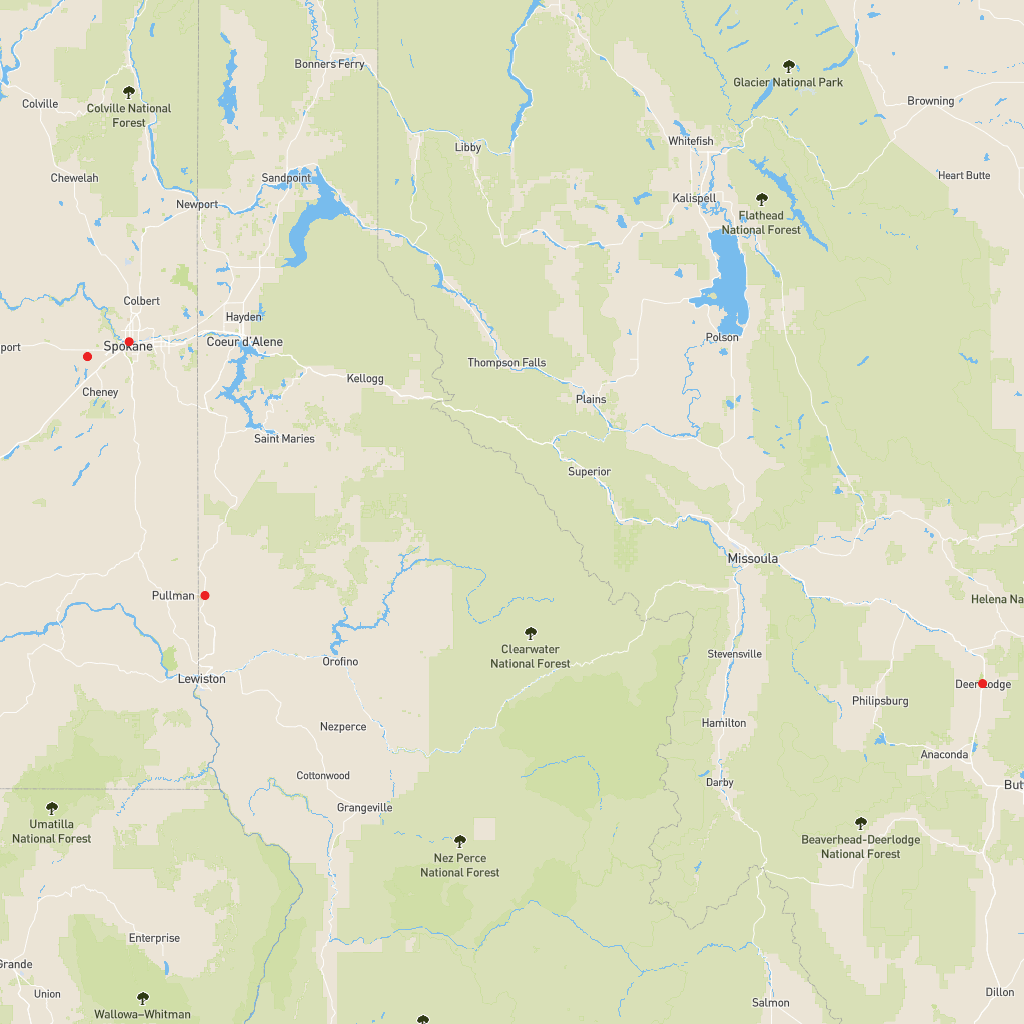 Bonners Ferry
Glacier National Park
Colville
Colville National
Forest
Browning
Libby
Whitefish
Chewelah
Sandpoint
Heart Butte
Newport
Kalispell
Flathead
National Forest
Colbert
Hayden
port
Spokane
Coeur d'Alene
Polson
Thompson Falls
Kellogg
Cheney
Plains
Saint Maries
Superior
Missoula
Pullman
Helena Na
Clearwater
National Forest
Orofino
Stevensville
Lewiston
Deer Lodge
Philipsburg
Nezperce
Hamilton
Anaconda
Cottonwood
Darby
Butt
Grangeville
Umatilla
National Forest
Beaverhead-Deerlodge
National Forest
Nez Perce
National Forest
Enterprise
Grande
Union
Dillon
Salmon
Wallowa–Whitman